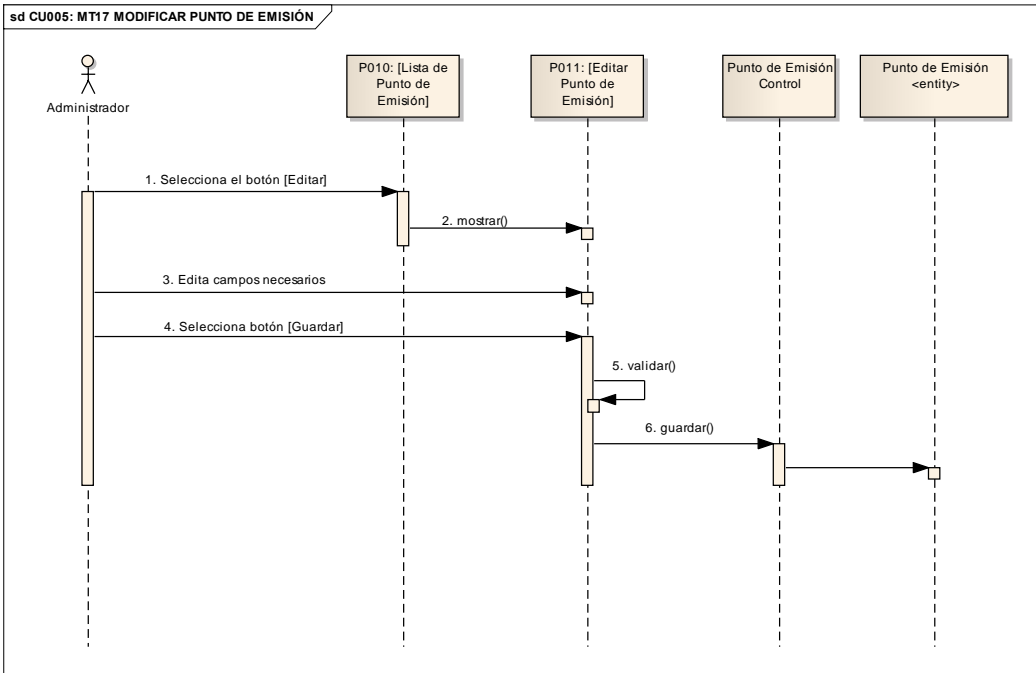 sd CU005: MT17 MODIFICAR PUNTO DE EMISIÓN
Administrador
P010: [Lista de
Punto de
Emisión]
P011: [Editar
Punto de
Emisión]
Punto de Emisión
Control
Punto de Emisión
<entity>
1. Selecciona el botón [Editar]
2. mostrar()
3. Edita campos necesarios
4. Selecciona botón [Guardar]
5. validar()
6. guardar()